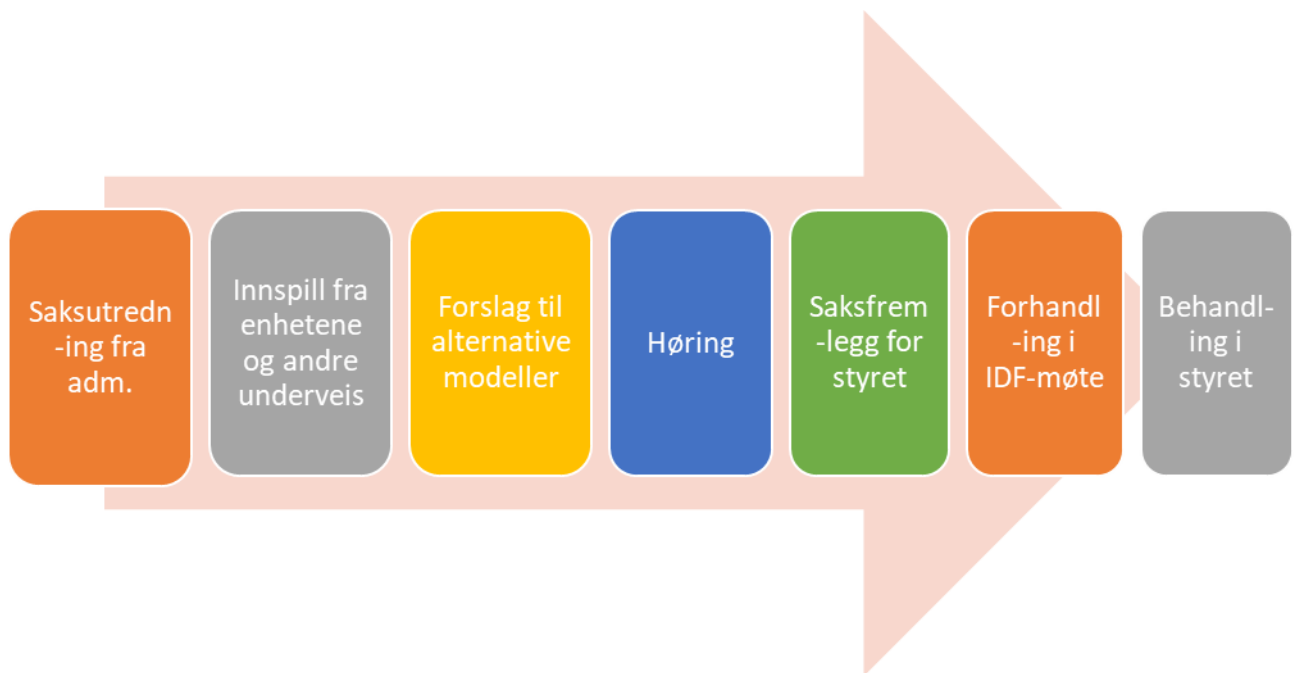 Saksutredn
-ing fra
adm.
Innspill fra
enhetene
og andre
underveis
Forslag til
alternative
modeller
Høring
Saksfrem
-legg for
styret
Forhandl
-ing i
IDF-møte
Behandl-
ing i
styret